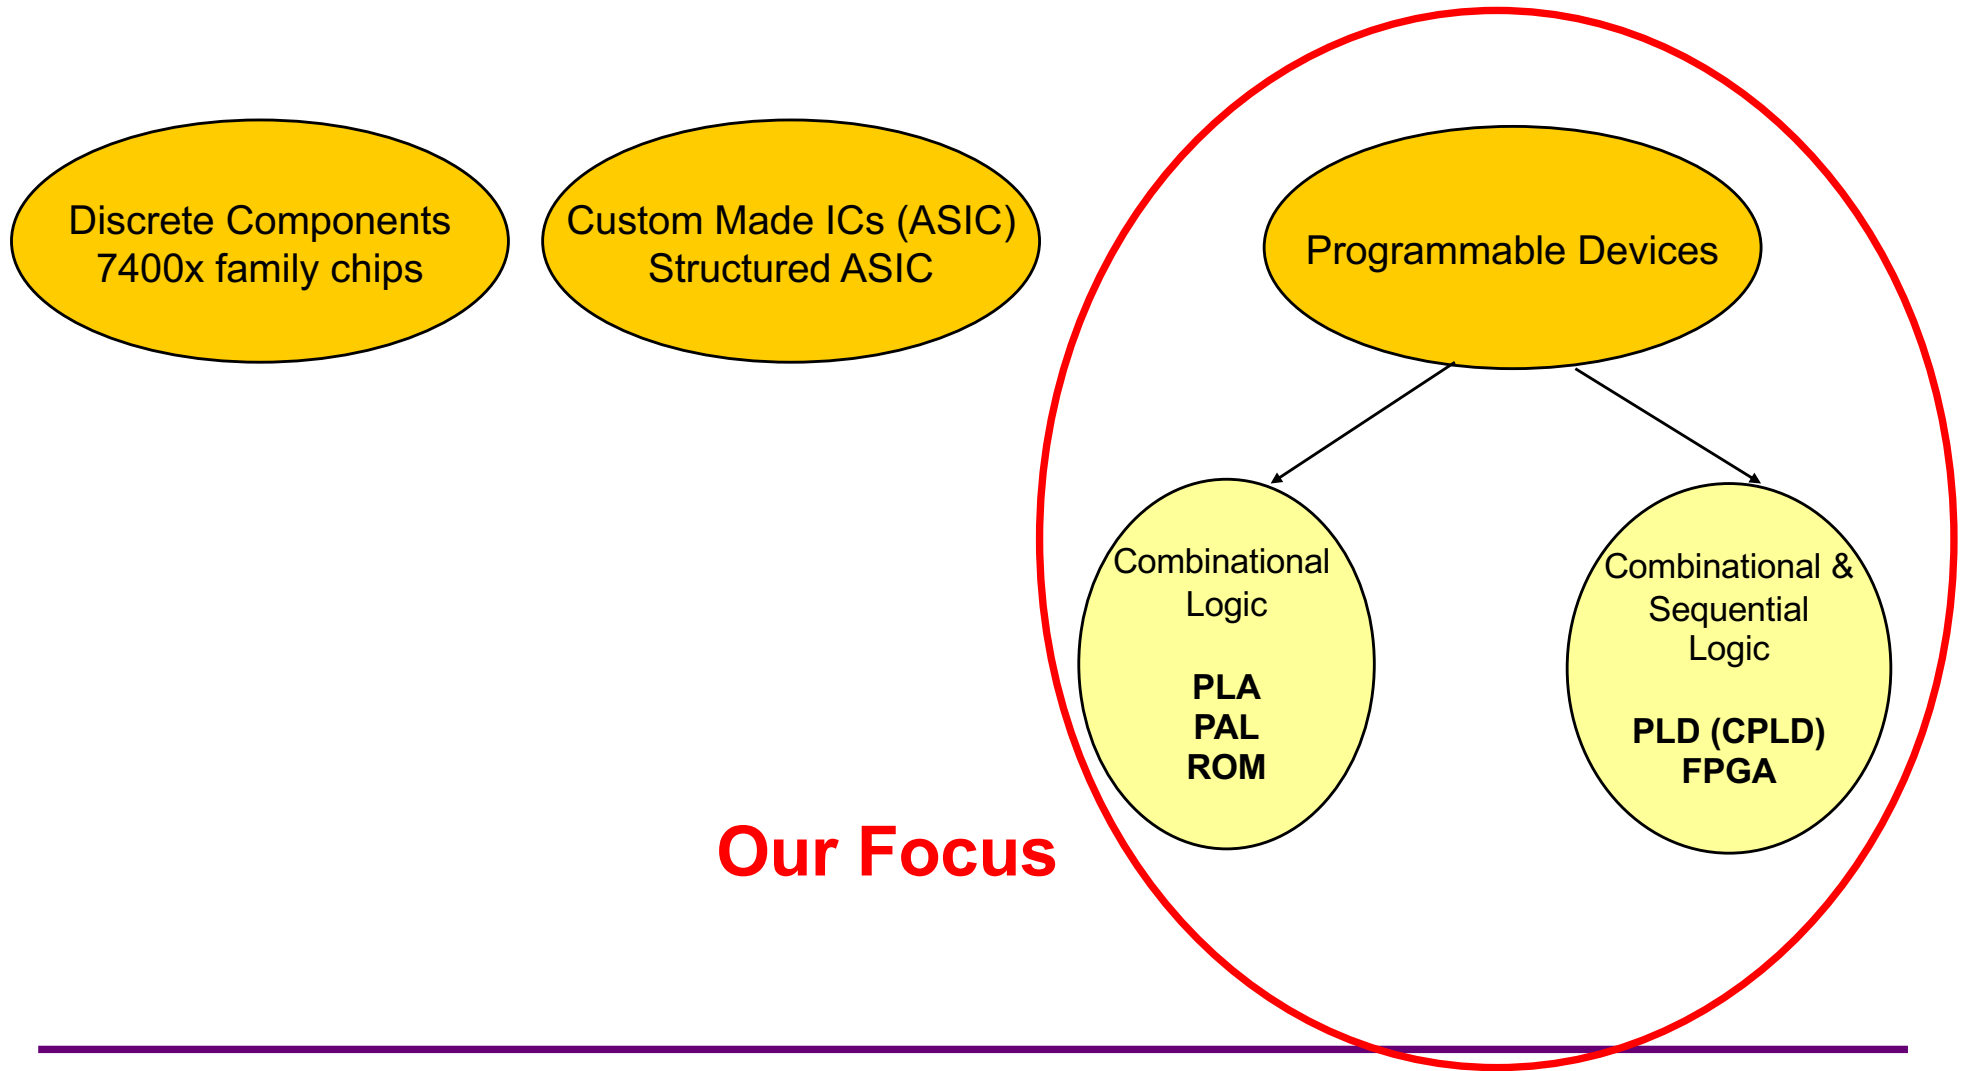 Discrete Components
7400x family chips
Custom Made ICs (ASIC)
Structured ASIC
Programmable Devices
Combinational
Logic
PLA
PAL
ROM
Combinational &
Sequential
Logic
PLD (CPLD)
FPGA
Our Focus